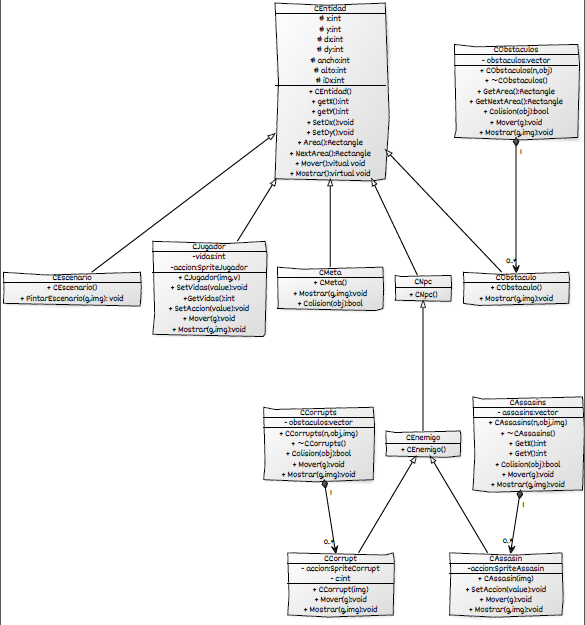 CEntidad
# x:int
# y:int
# dx:int
# dy:int
# ancho:int
# alto:int
# iDx:int
+ CEntidad()
+ getX():int
+ getY():int
+ SetDx():void
+ SetDy():void
+ Area():Rectangle
+ NextArea():Rectangle
+ Mover():vitual void
+ Mostrar():virtual void
CObstaculos
- obstaculos:vector
+ CObstaculos(n,obj)
+ ~CObstaculos()
+ GetArea():Rectangle
+ GetNextArea():Rectangle
+ Colision(obj):bool
+ Mover(g):void
+ Mostrar(g,img):void
1
0..*
CEscenario
+ CEscenario()
+ PintarEscenario(g,img): void
CJugador
-vidas:int
-accion:SpriteJugador
+ CJugador(img,v)
+ SetVidas(value):void
+GetVidas():int
+ SetAccion(value):void
+ Mover(g):void
+ Mostrar(g,img):void
CMeta
+ CMeta()
+ Mostrar(g,img):void
+ Colision(obj):bool
CNpc
+ CNpc()
CObstaculo
+ CObstaculo()
+ Mostrar(g,img):void
CCorrupts
- obstaculos:vector
+ CCorrupts(n,obj,img)
+ ~CCorrupts()
+ Colision(obj):bool
+ Mover(g):void
+ Mostrar(g,img):void
1
0..*
CEnemigo
+ CEnemigo()
CAssasins
- assasins:vector
+ CAssasins(n,obj,img)
+ ~CAssasins()
+ GetX():int
+ GetY():int
+ Colision(obj):bool
+ Mover(g):void
+ Mostrar(g,img):void
1
0..*
CCorrupt
- accion:SpriteCorrupt
- c:int
+ CCorrupt(img)
+ Mover(g):void
+ Mostrar(g,img):void
CAssasin
-accion:SpriteAssasin
+ CAssasin(img)
+ SetAccion(value):void
+ Mover(g):void
+ Mostrar(g,img):void